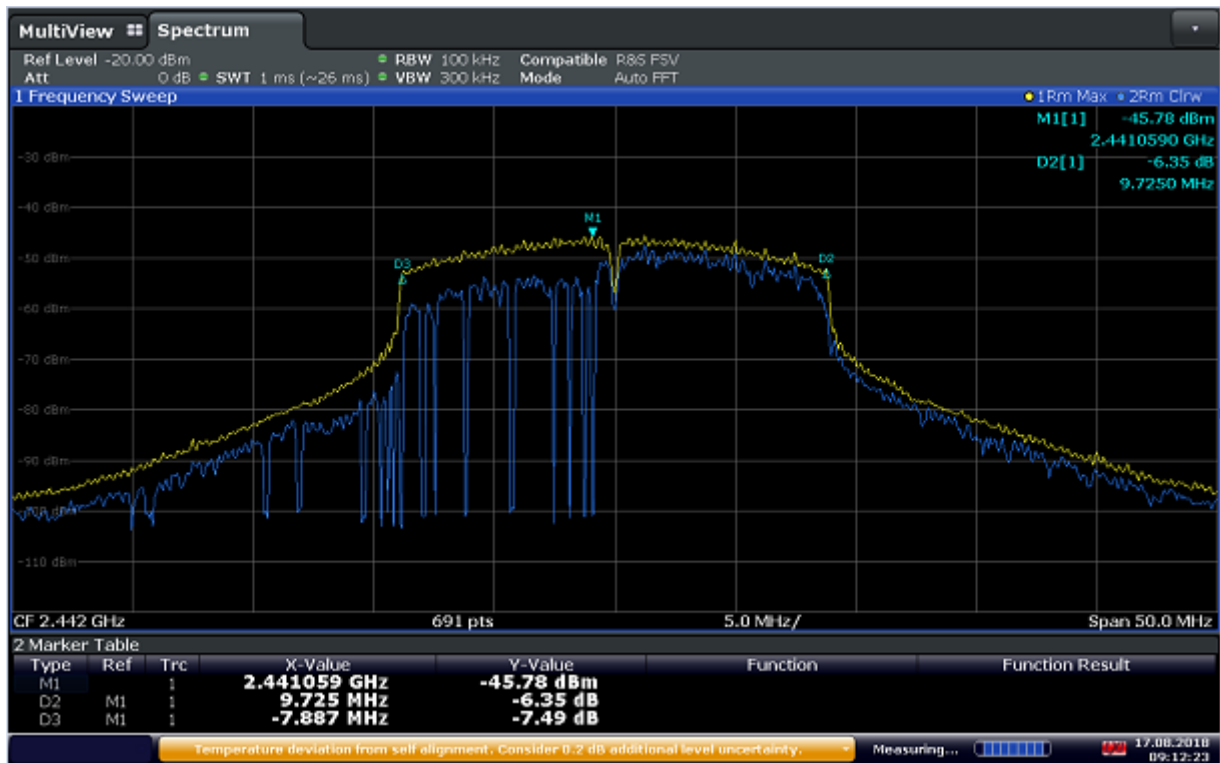 MultiView Spectrum
Ref Level -20.00 dBm RBW 100 kHz Compatible R&S FSV
Att 0 dB SWT 1 ms (~26 ms) VBW 300 kHz Mode Auto FFT
1 Frequency Sweep 1Rm Max 2Rm Clrw
M1[1] -45.78 dBm
2.4410590 GHz
-30 dBm
D2[1] -6.35 dB
9.7250 MHz
-40 dBm
M1
-50 dBm
D3 D2
-60 dBm
-70 dBm
-80 dBm
-90 dBm
-100 dBm
-110 dBm
CF 2.442 GHz 691 pts 5.0 MHz/ Span 50.0 MHz
2 Marker Table
Type Ref Trc X-Value Y-Value Function Function Result
M1 1 2.441059 GHz -45.78 dBm
D2 M1 1 9.725 MHz -6.35 dB
D3 M1 1 -7.887 MHz -7.49 dB
Temperature deviation from self alignment. Consider 0.2 dB additional level uncertainty. Measuring... 17.08.2018
09:12:23